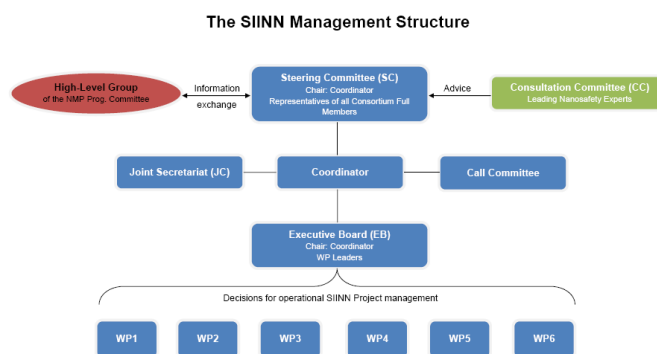 The SIINN Management Structure
High-Level Group
of the NMP Prog. Committee
Information
exchange
Steering Committee (SC)
Chair: Coordinator
Representatives of all Consortium Full
Members
Advice
Consultation Committee (CC)
Leading Nanosafety Experts
Joint Secretariat (JC)
Coordinator
Call Committee
Executive Board (EB)
Chair: Coordinator
WP Leaders
Decisions for operational SIINN Project management
WP1
WP2
WP3
WP4
WP5
WP6